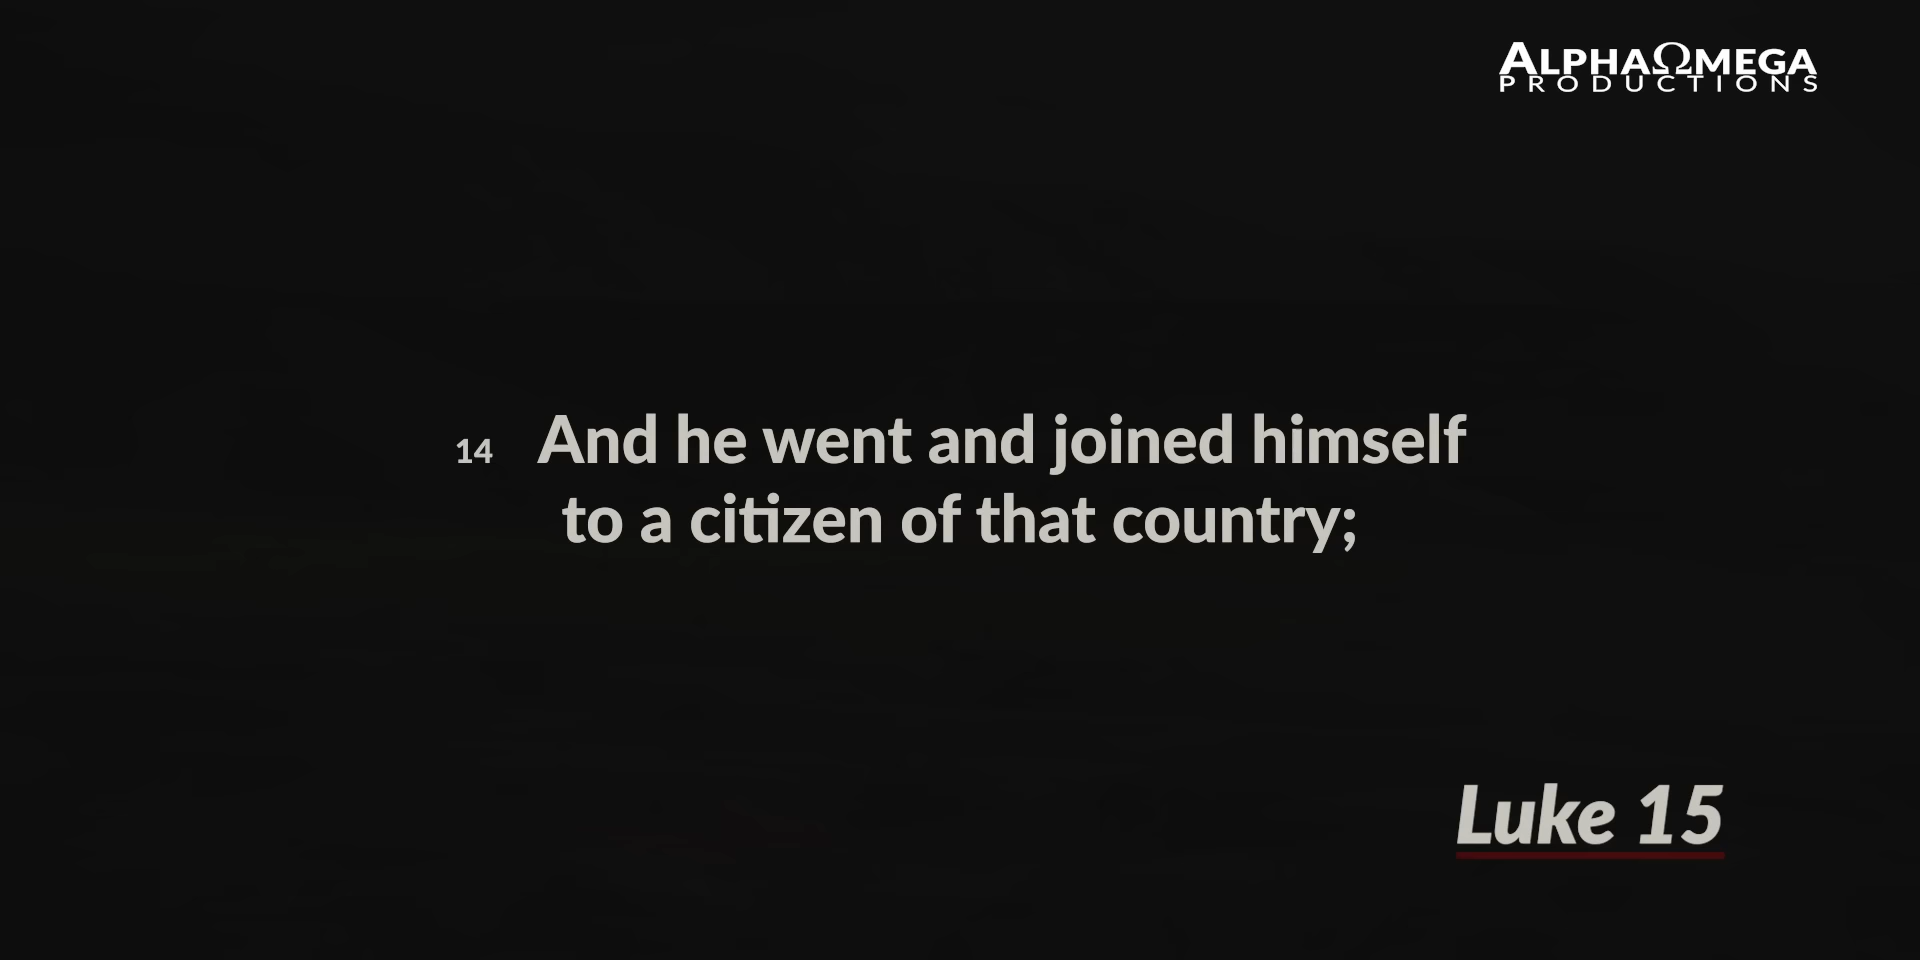 ALPHAΩMEGA
PRODUCTIONS
14 And he went and joined himself
to a citizen of that country;
Luke 15